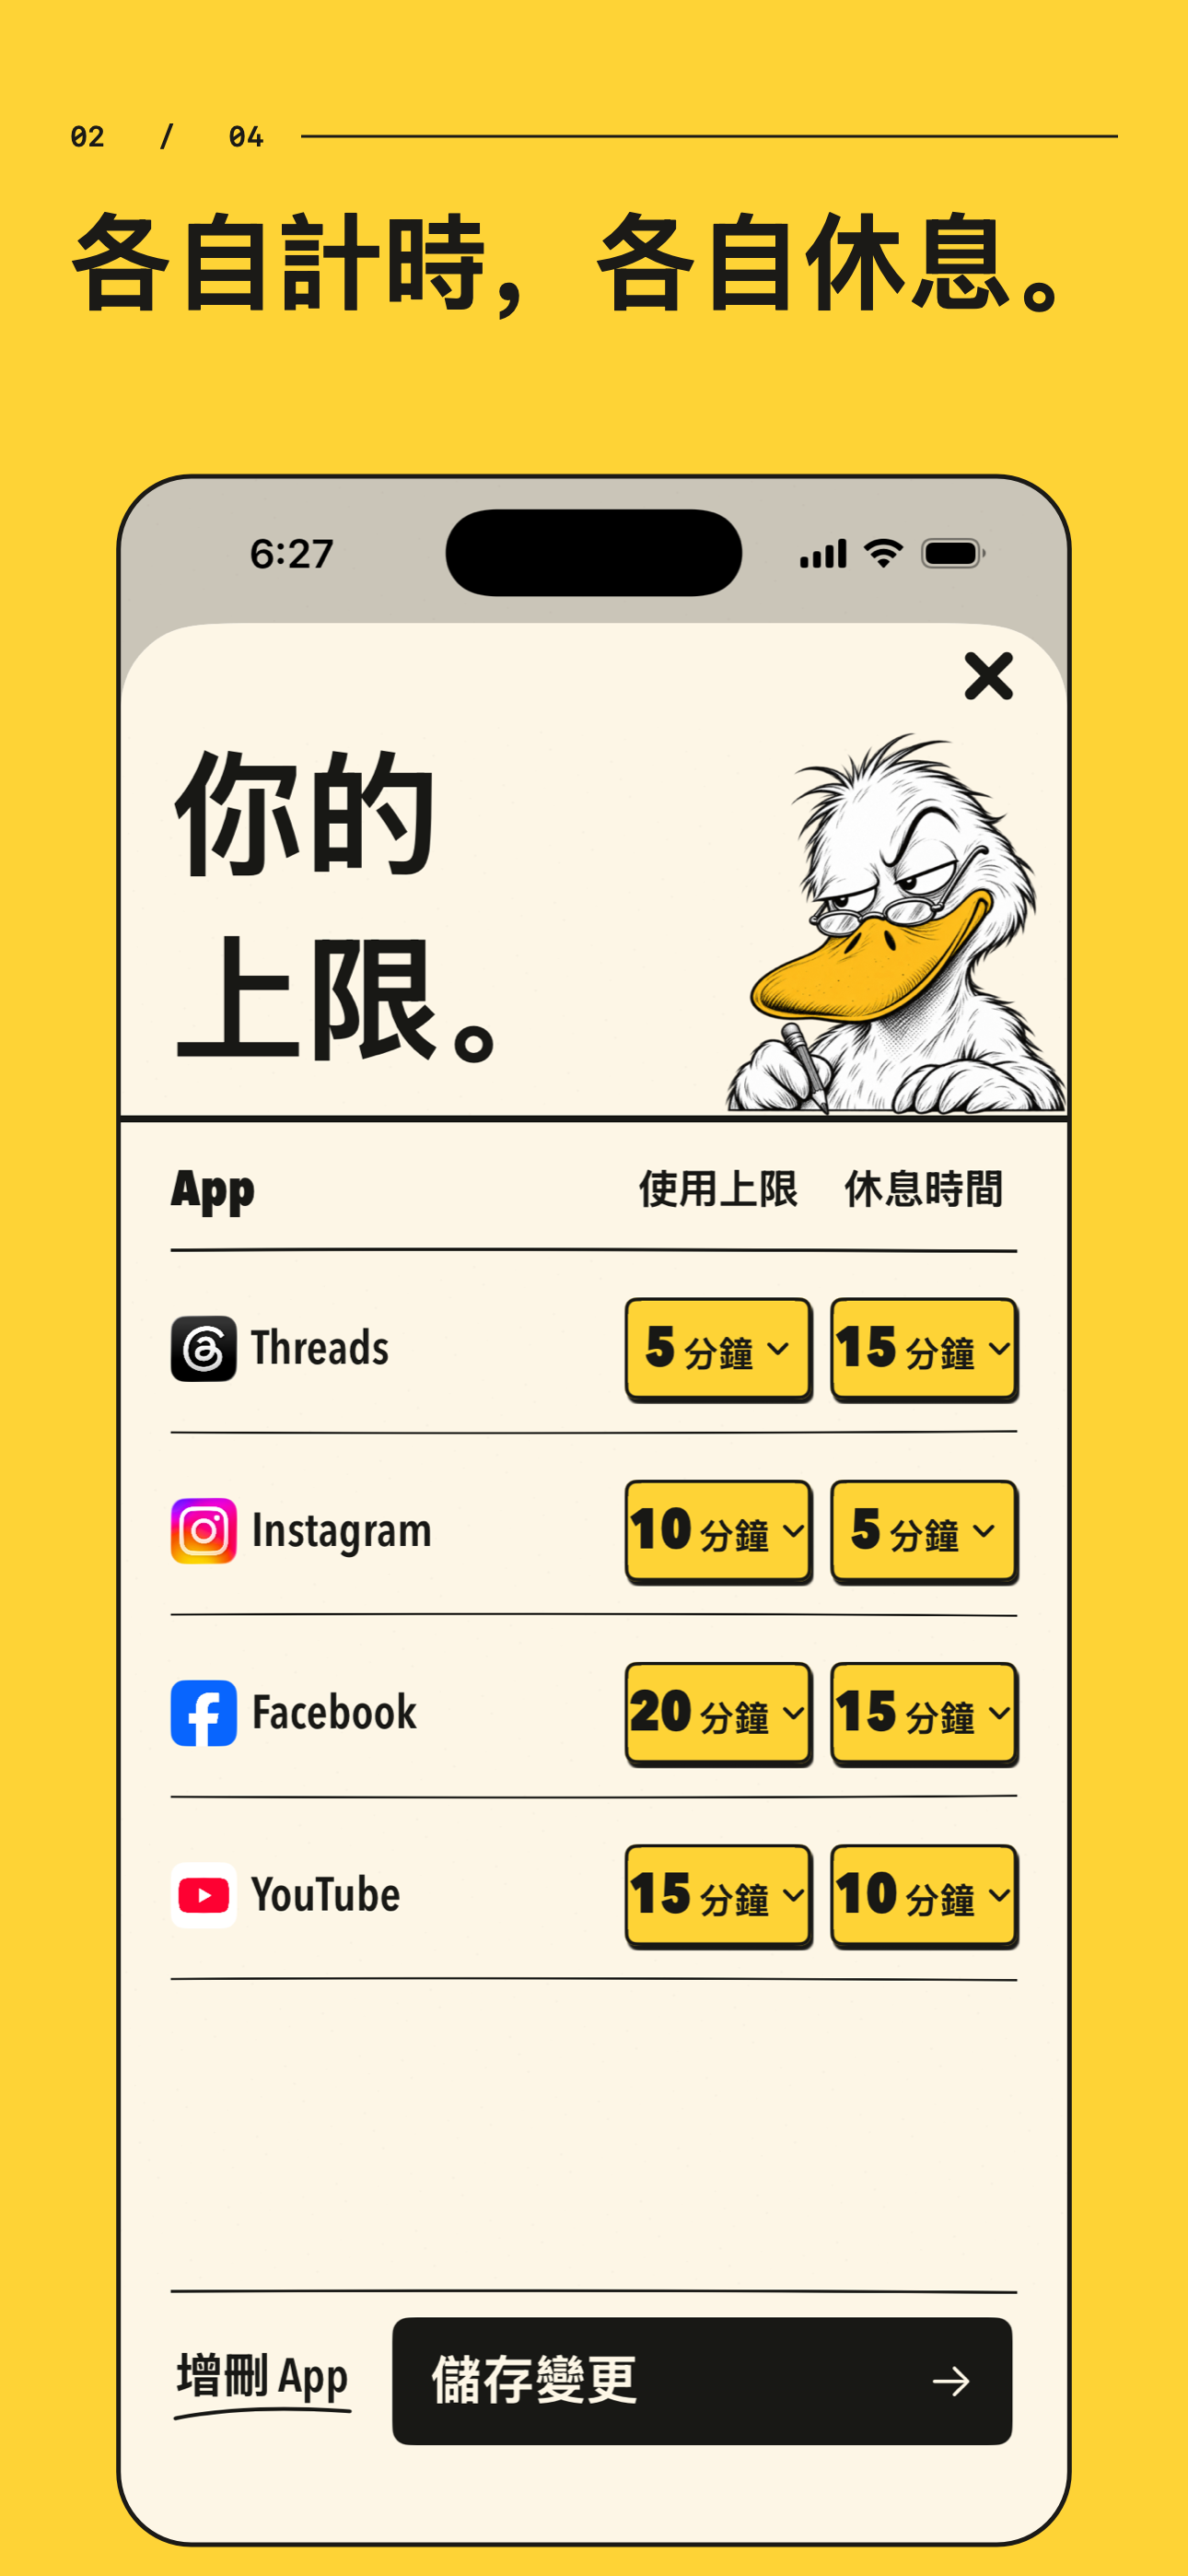 02 / 04
各自計時，各自休息。
6:27
你的
上限。
App 使用上限 休息時間
Threads 5 分鐘 15 分鐘
Instagram 10 分鐘 5 分鐘
Facebook 20 分鐘 15 分鐘
YouTube 15 分鐘 10 分鐘
增刪 App 儲存變更